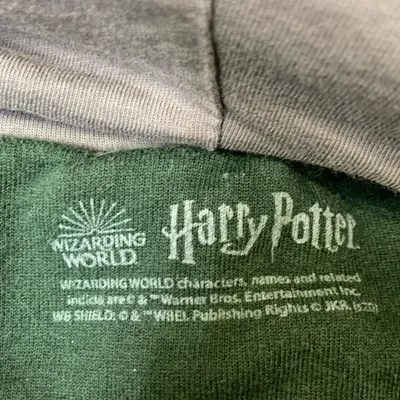 WIZARDING
WORLD
Harry Potter
WIZARDING WORLD characters, names and related
indicia are © & ™ Warner Bros. Entertainment Inc.
WB SHIELD: © & ™ WBEI. Publishing Rights © JKR. (s20)